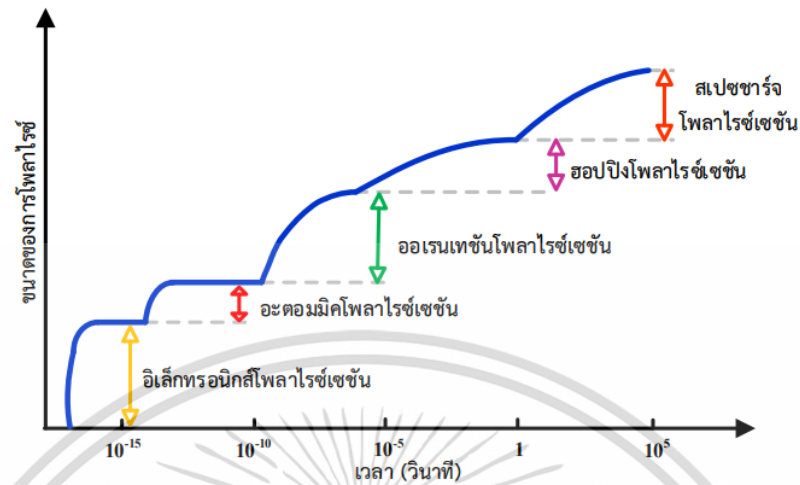 ขนาดของการโพลาไรซ์
สเปซชาร์จ
โพลาไรซ์เซชัน
ฮอปปิงโพลาไรซ์เซชัน
ออเรนเทชันโพลาไรซ์เซชัน
อะตอมมิคโพลาไรซ์เซชัน
อิเล็กทรอนิกส์โพลาไรซ์เซชัน
10⁻¹⁵ 10⁻¹⁰ 10⁻⁵ 1 10⁵
เวลา (วินาที)